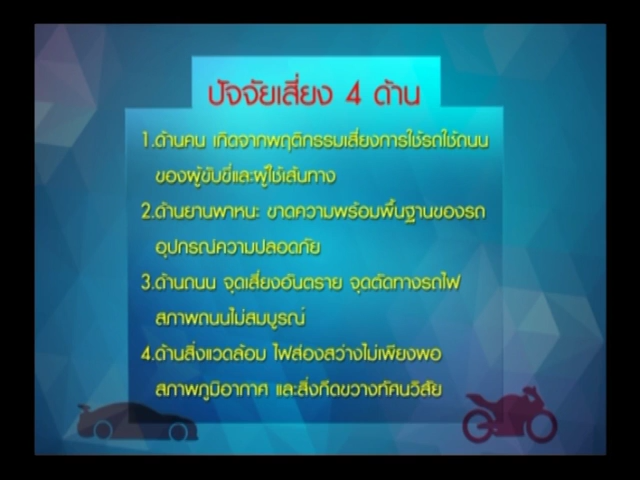 ปัจจัยเสี่ยง 4 ด้าน
1.ด้านคน เกิดจากพฤติกรรมเสี่ยงการใช้รถใช้ถนน
ของผู้ขับขี่และผู้ใช้เส้นทาง
2.ด้านยานพาหนะ ขาดความพร้อมพื้นฐานของรถ
อุปกรณ์ความปลอดภัย
3.ด้านถนน จุดเสี่ยงอันตราย จุดตัดทางรถไฟ
สภาพถนนไม่สมบูรณ์
4.ด้านสิ่งแวดล้อม ไฟส่องสว่างไม่เพียงพอ
สภาพภูมิอากาศ และสิ่งกีดขวางทัศนวิสัย